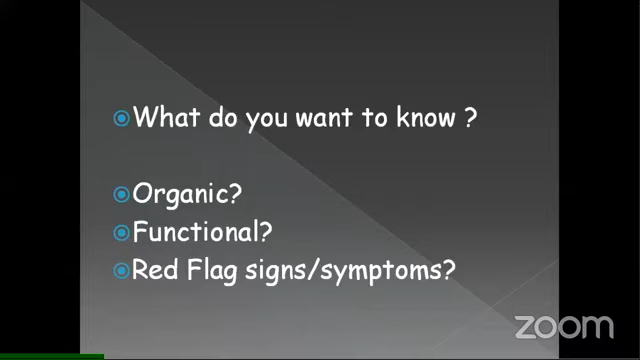 What do you want to know ?
Organic?
Functional?
Red Flag signs/symptoms?
zoom